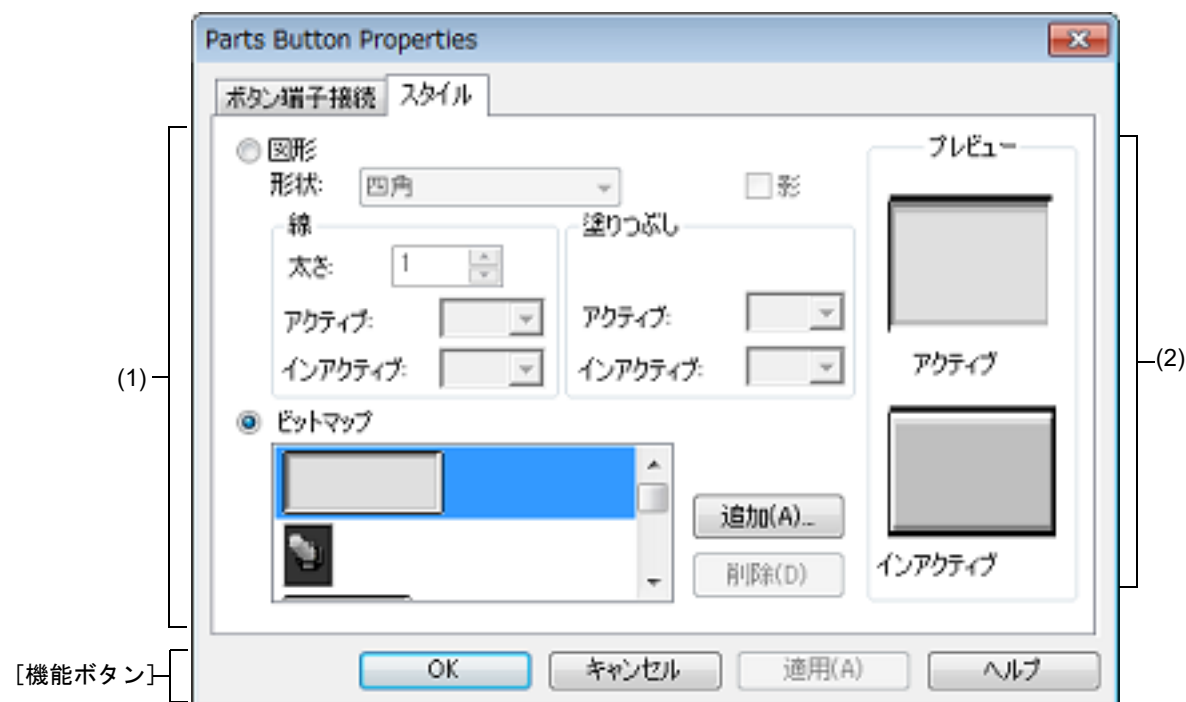 Parts Button Properties
ボタン端子接続 スタイル
図形
形状: 四角 影
線 塗りつぶし
太さ: 1
アクティブ: アクティブ:
インアクティブ: インアクティブ:
ビットマップ
追加(A)...
削除(D)
プレビュー
アクティブ
インアクティブ
(1)
(2)
[機能ボタン]
OK キャンセル 適用(A) ヘルプ